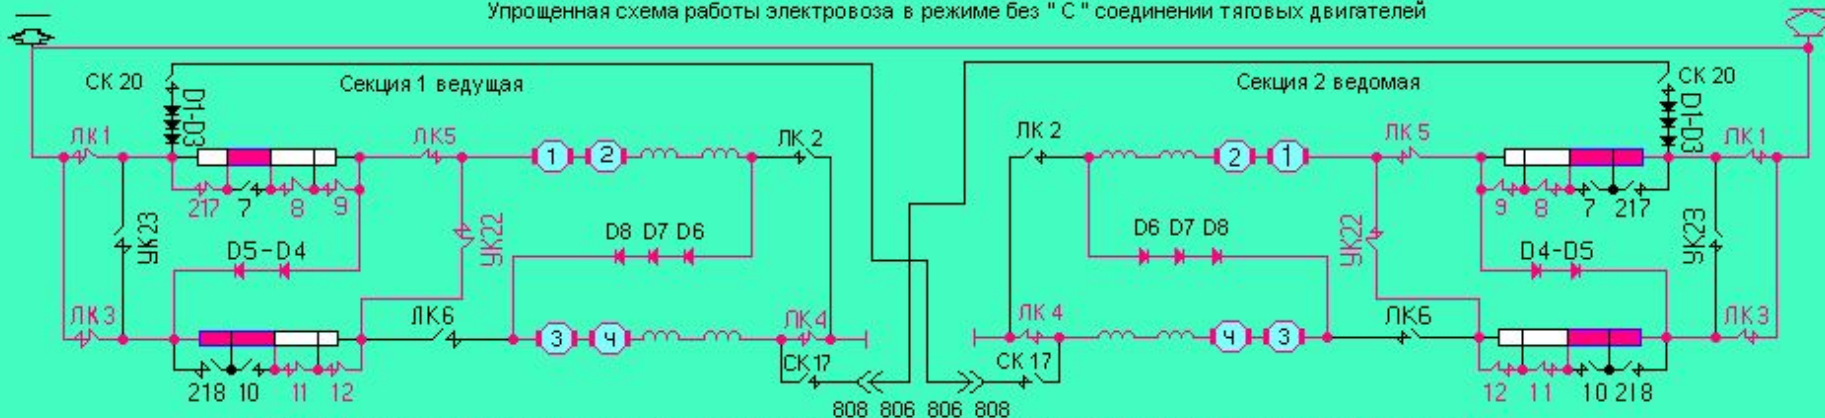 Упрощенная схема работы электровоза в режиме без " С " соединении тяговых двигателей
СК 20 Секция 1 ведущая Секция 2 ведомая СК 20
D1-D3 D1-D3
ЛК1 ЛК5 1 2 ЛК 2 ЛК 2 2 1 ЛК 5 ЛК1
217 7 8 9 9 8 7 217
УК23 УК22 УК22 УК23
D5-D4 D8 D7 D6 D6 D7 D8 D4-D5
ЛК3 ЛК6 3 4 ЛК4 ЛК 4 4 3 ЛК6 ЛК3
СК17 СК 17
218 10 11 12 12 11 10 218
808 806 806 808